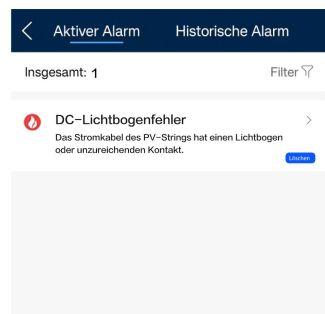 Aktiver Alarm Historische Alarm
Insgesamt: 1 Filter
DC-Lichtbogenfehler
Das Stromkabel des PV-Strings hat einen Lichtbogen
oder unzureichenden Kontakt.
Löschen